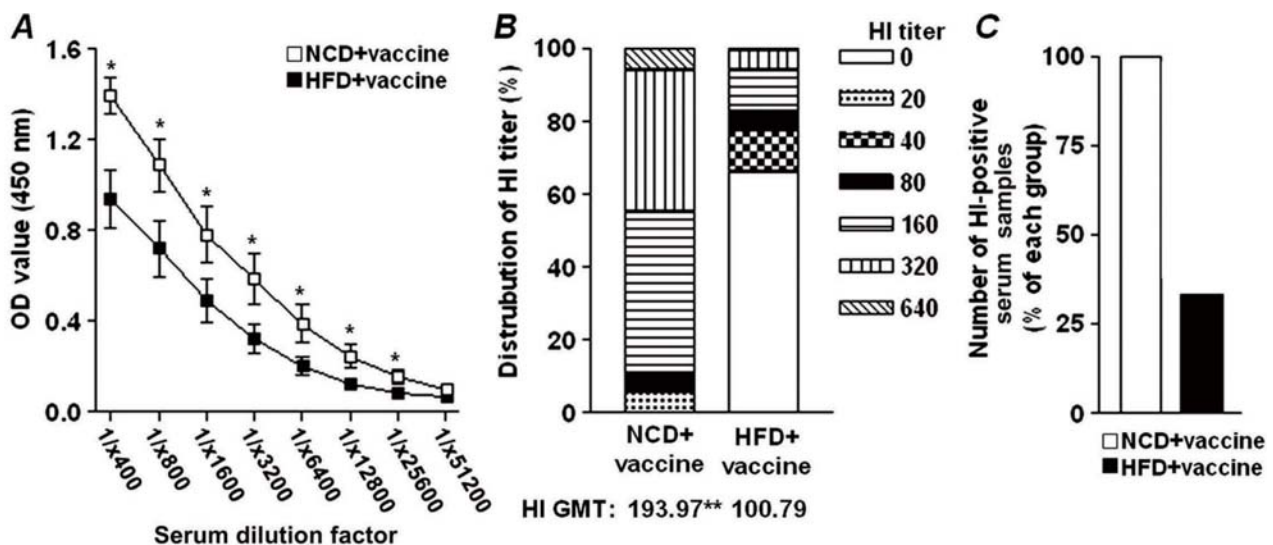 A
OD value (450 nm)
1.6
1.2
0.8
0.4
0.0
NCD+vaccine
HFD+vaccine
*
*
*
*
*
*
*
1/x400
1/x800
1/x1600
1/x3200
1/x6400
1/x12800
1/x25600
1/x51200
Serum dilution factor
B
Distrubution of HI titer (%)
100
80
60
40
20
0
NCD+
vaccine
HFD+
vaccine
HI GMT: 193.97** 100.79
HI titer
0
20
40
80
160
320
640
C
Number of HI-positive
serum samples
(% of each group)
100
75
50
25
0
NCD+vaccine
HFD+vaccine